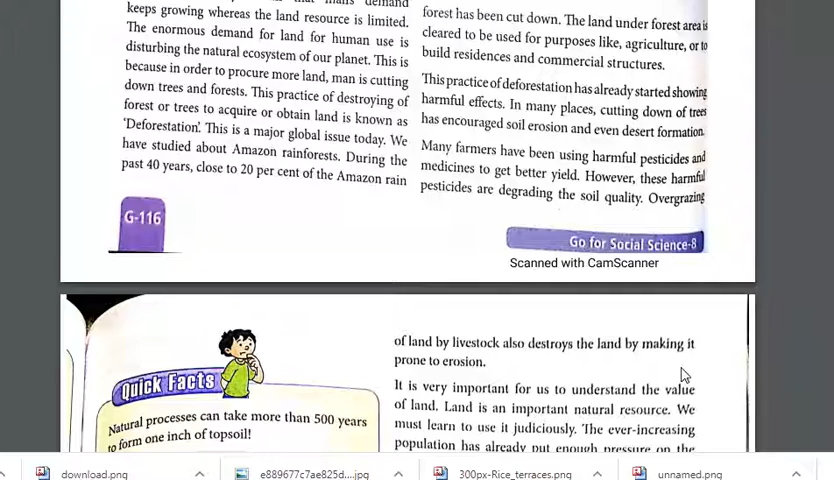 keeps growing whereas the land resource is limited.
The enormous demand for land for human use is
disturbing the natural ecosystem of our planet. This is
because in order to procure more land, man is cutting
down trees and forests. This practice of destroying of
forest or trees to acquire or obtain land is known as
'Deforestation'. This is a major global issue today. We
have studied about Amazon rainforests. During the
past 40 years, close to 20 per cent of the Amazon rain
G-116
forest has been cut down. The land under forest area is
cleared to be used for purposes like, agriculture, or to
build residences and commercial structures.
This practice of deforestation has already started showing
harmful effects. In many places, cutting down of trees
has encouraged soil erosion and even desert formation.
Many farmers have been using harmful pesticides and
medicines to get better yield. However, these harmful
pesticides are degrading the soil quality. Overgrazing
Go for Social Science-8
Scanned with CamScanner
Quick Facts
Natural processes can take more than 500 years
to form one inch of topsoil!
of land by livestock also destroys the land by making it
prone to erosion.
It is very important for us to understand the value
of land. Land is an important natural resource. We
must learn to use it judiciously. The ever-increasing
population has already put enough pressure on the
download.png
e889677c7ae825d....jpg
300px-Rice_terraces.png
unnamed.png